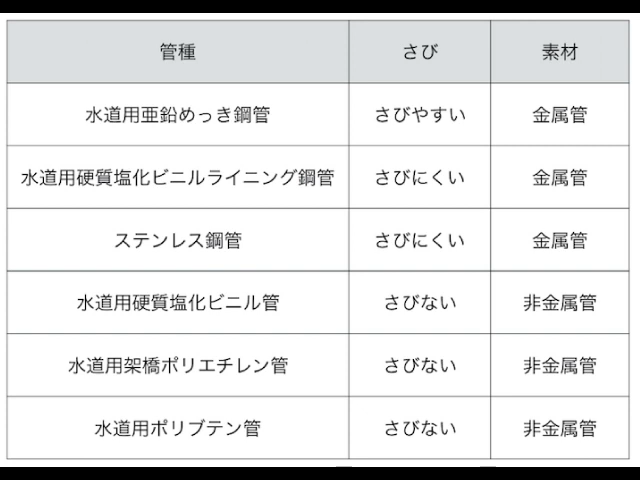 管種 さび 素材
水道用亜鉛めっき鋼管 さびやすい 金属管
水道用硬質塩化ビニルライニング鋼管 さびにくい 金属管
ステンレス鋼管 さびにくい 金属管
水道用硬質塩化ビニル管 さびない 非金属管
水道用架橋ポリエチレン管 さびない 非金属管
水道用ポリブテン管 さびない 非金属管